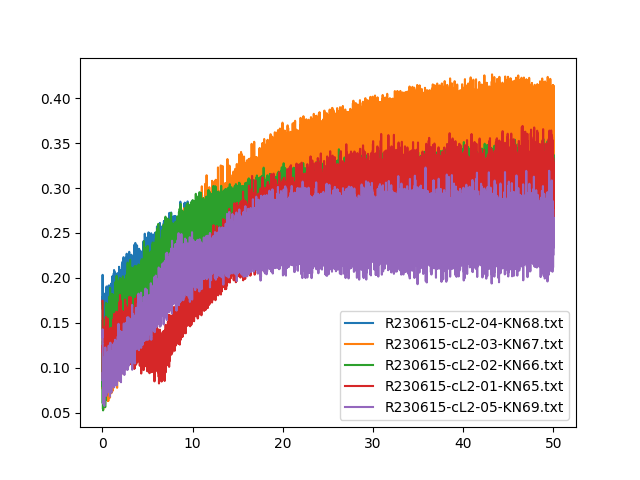 0.40
0.35
0.30
0.25
0.20
0.15
0.10
0.05
0 10 20 30 40 50
R230615-cL2-04-KN68.txt
R230615-cL2-03-KN67.txt
R230615-cL2-02-KN66.txt
R230615-cL2-01-KN65.txt
R230615-cL2-05-KN69.txt